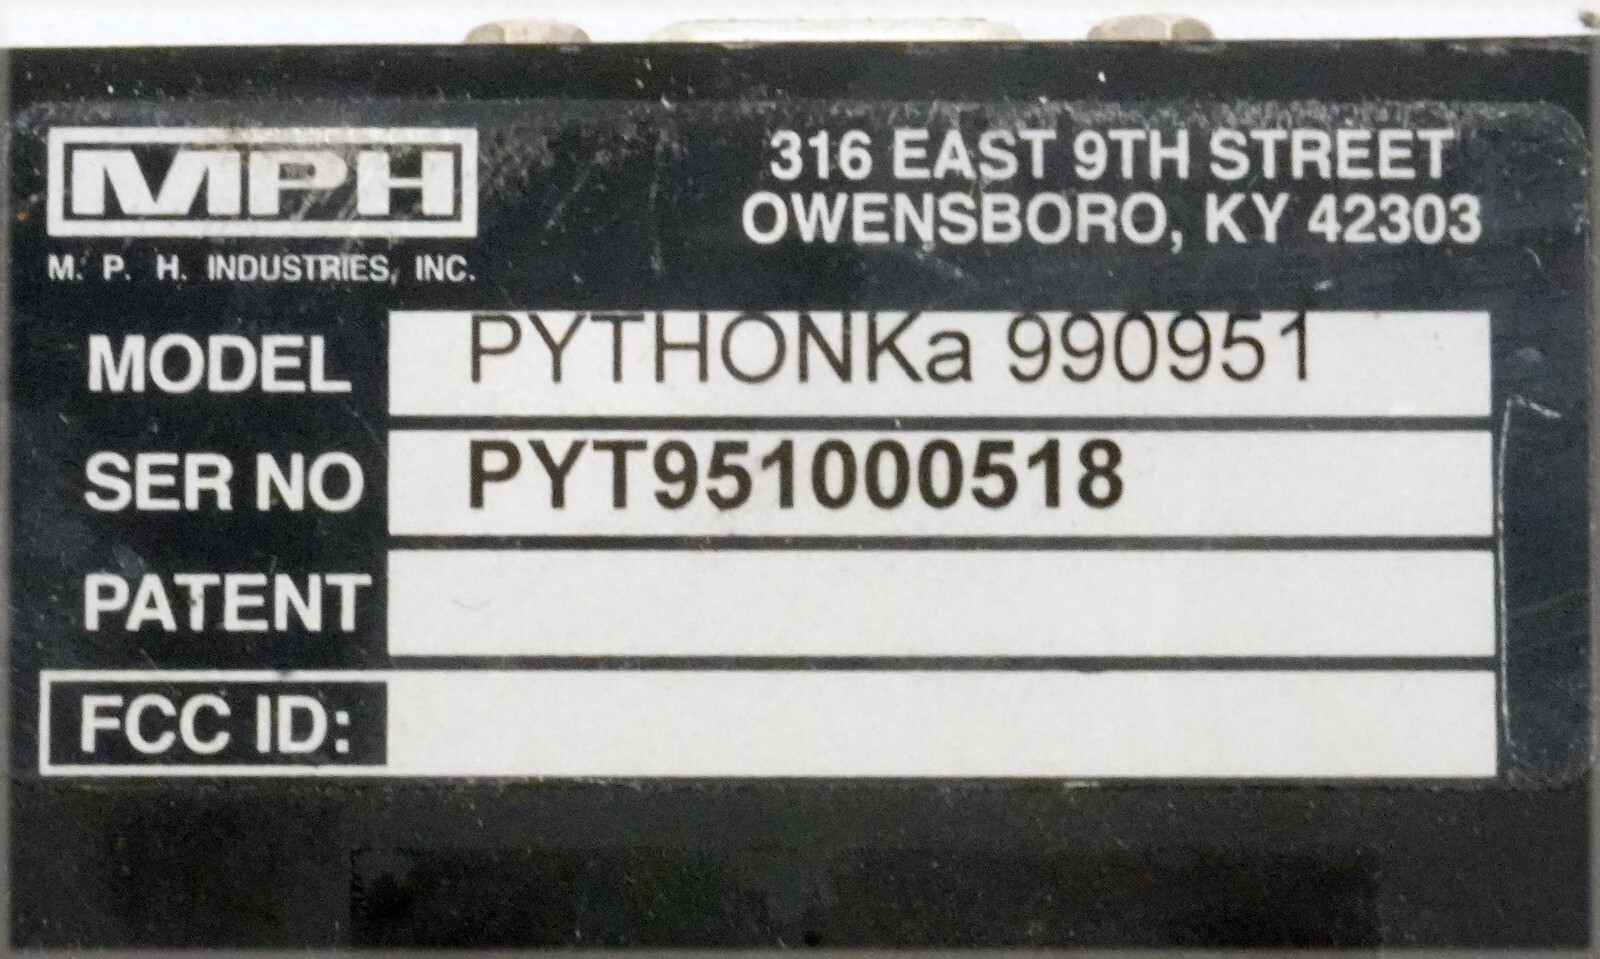 MPH
M. P. H. INDUSTRIES, INC.
316 EAST 9TH STREET
OWENSBORO, KY 42303
MODEL PYTHONKa 990951
SER NO PYT951000518
PATENT
FCC ID: